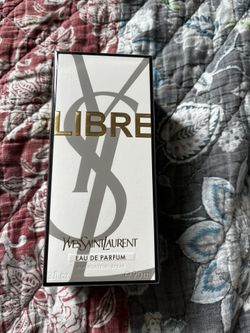 LIBRE
YSL
YVESSAINTLAURENT
EAU DE PARFUM